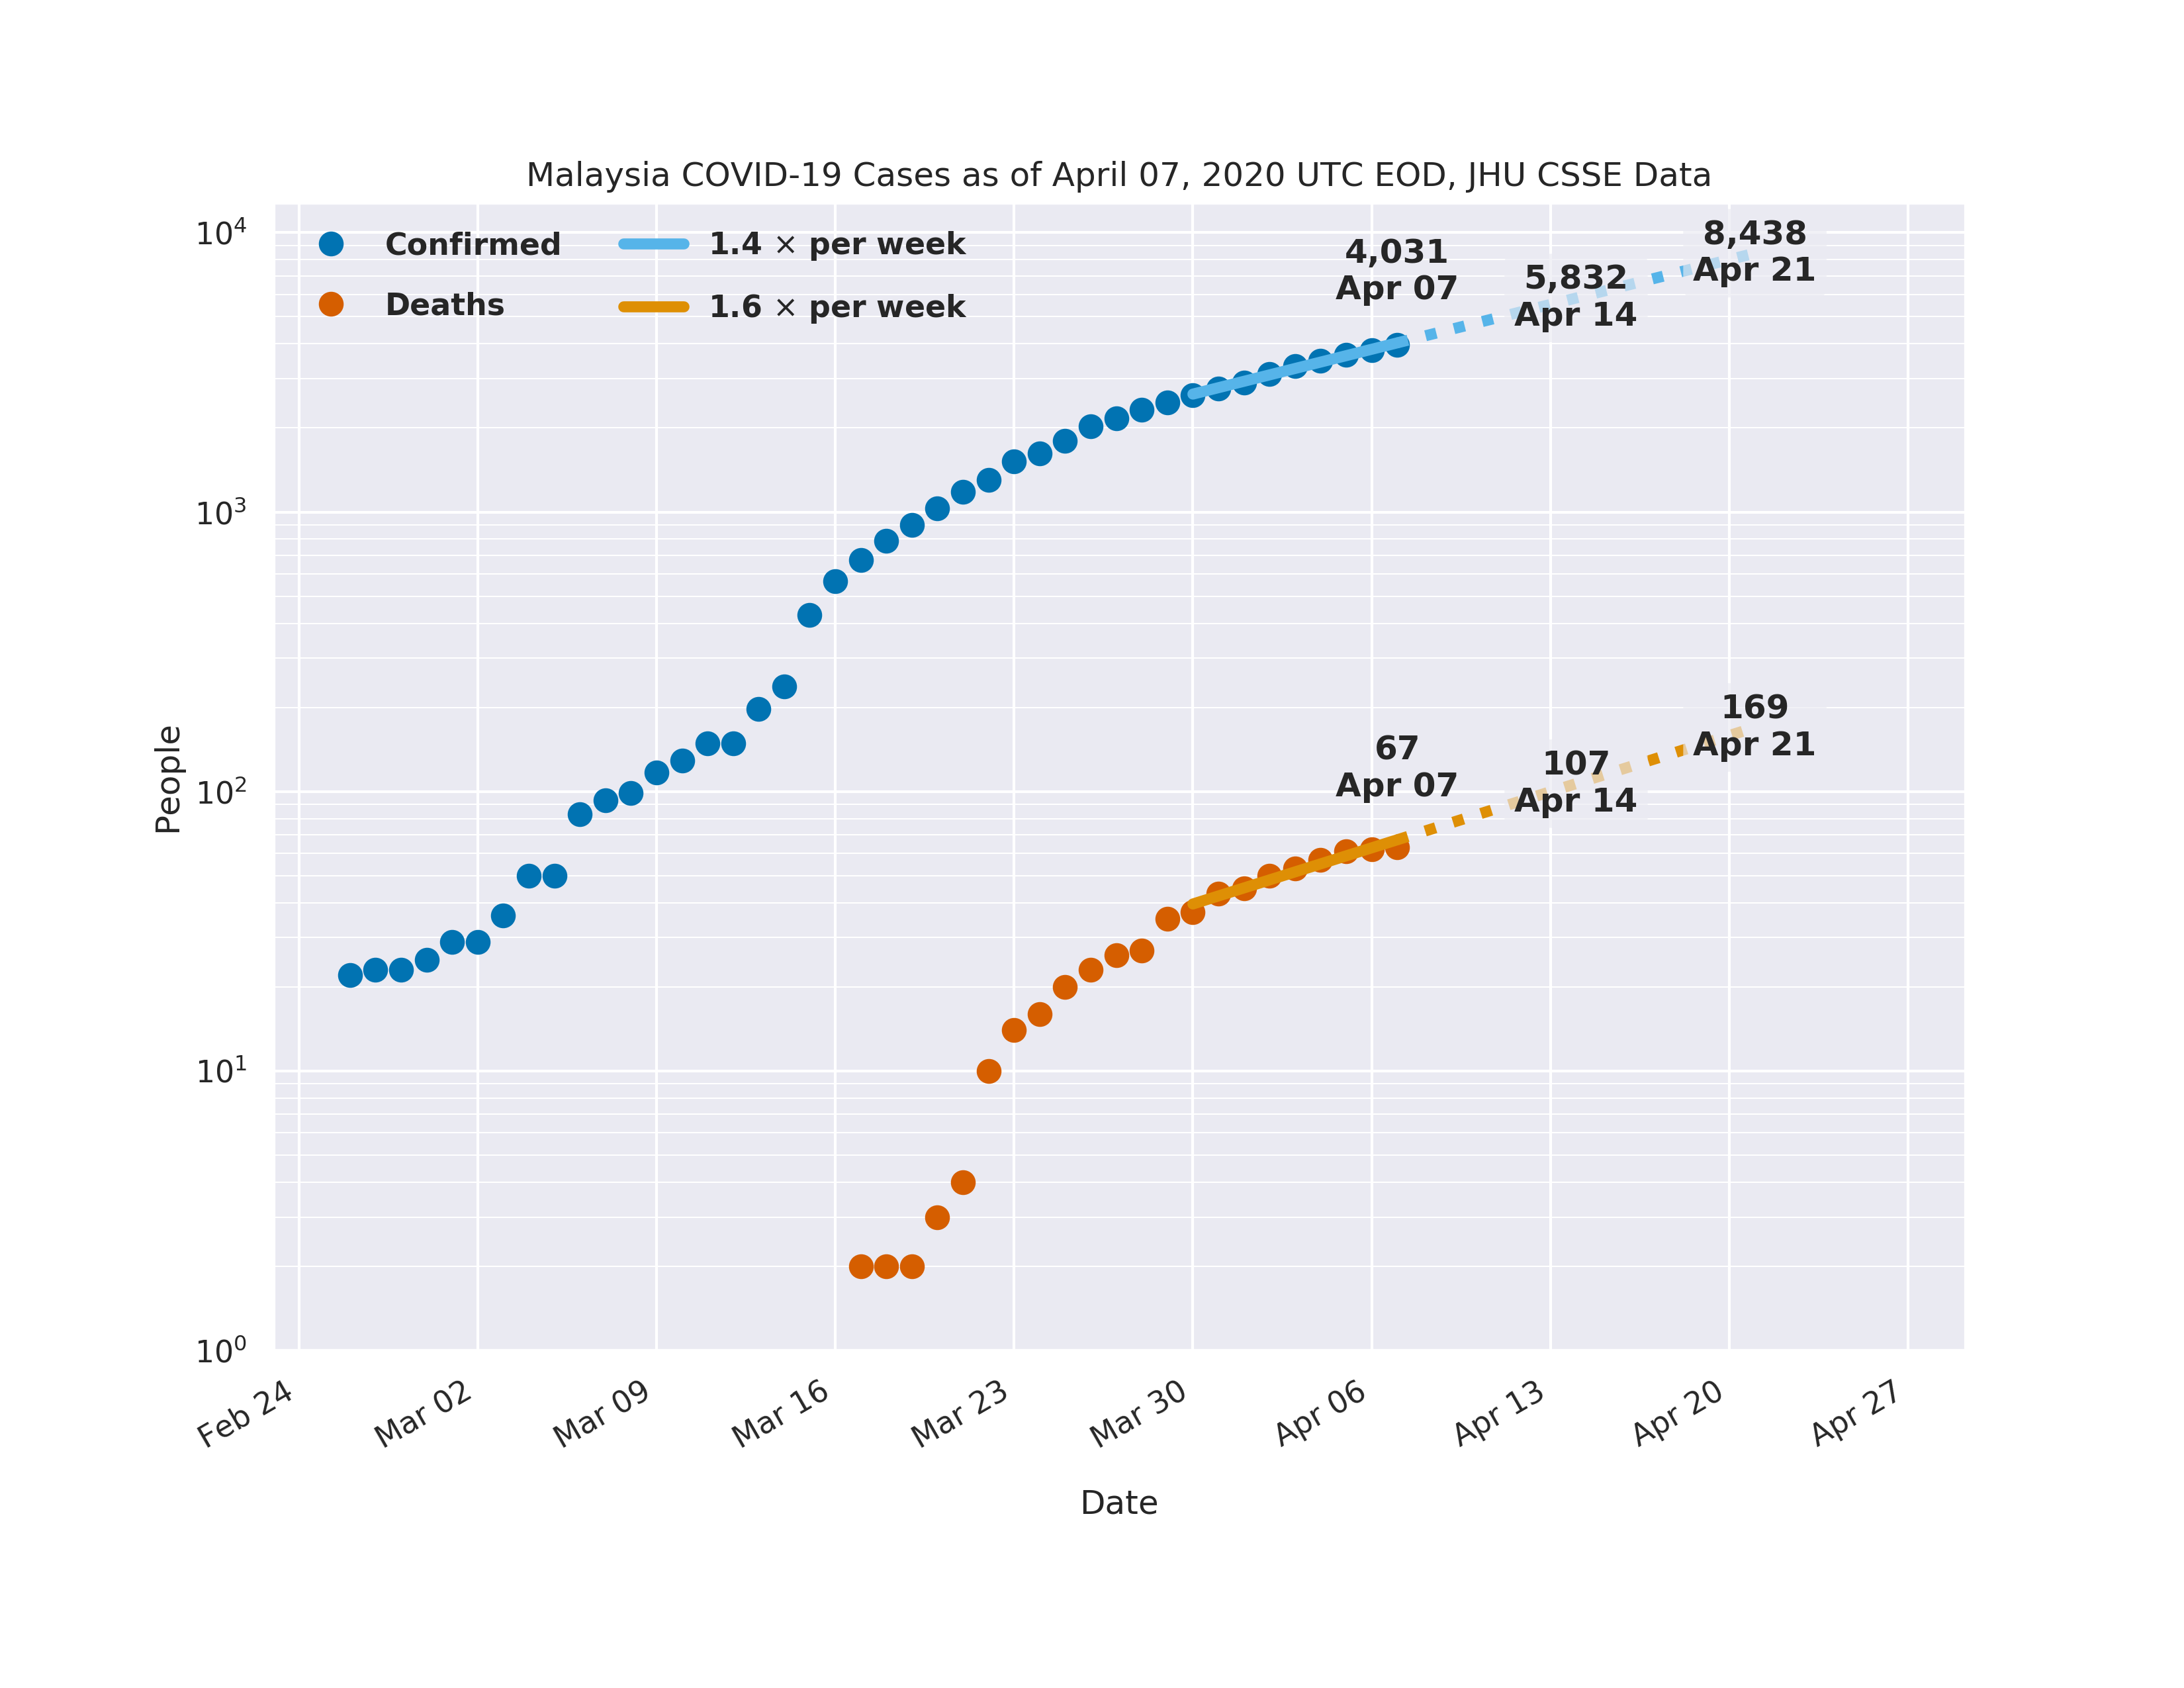 Malaysia COVID-19 Cases as of April 07, 2020 UTC EOD, JHU CSSE Data
Confirmed
Deaths
1.4 × per week
1.6 × per week
4,031
Apr 07
5,832
Apr 14
8,438
Apr 21
67
Apr 07
107
Apr 14
169
Apr 21
People
10⁴
10³
10²
10¹
10⁰
Feb 24
Mar 02
Mar 09
Mar 16
Mar 23
Mar 30
Apr 06
Apr 13
Apr 20
Apr 27
Date